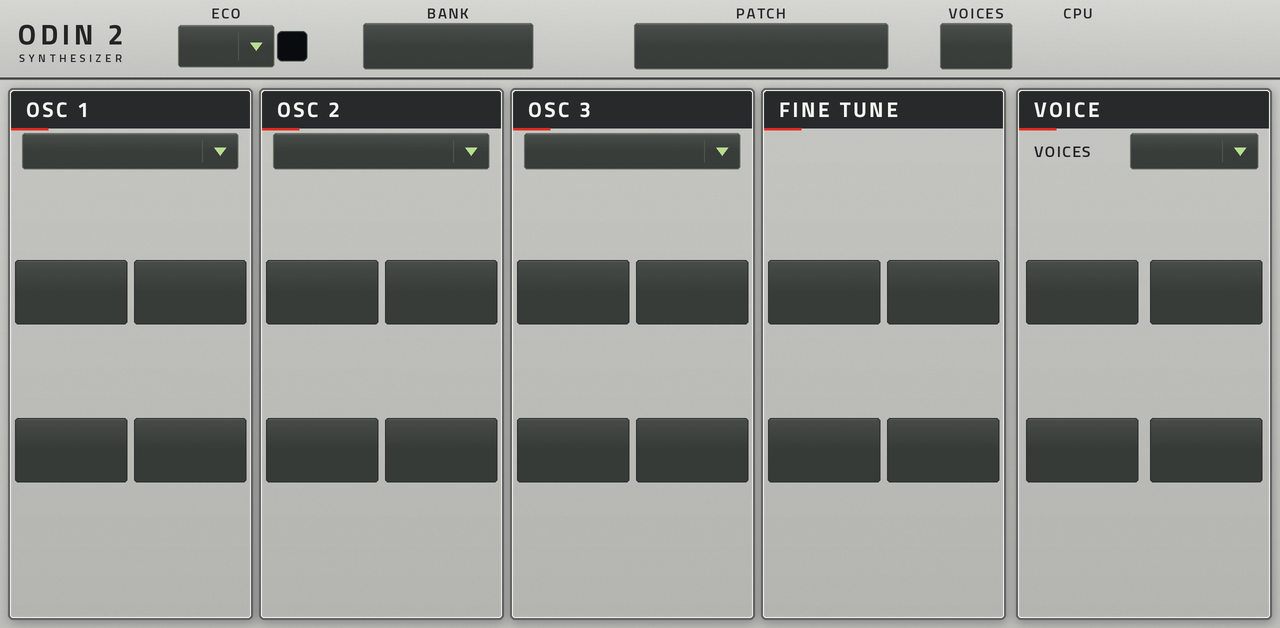 ECO
BANK
PATCH
VOICES
CPU
ODIN 2
SYNTHESIZER
OSC 1
OSC 2
OSC 3
FINE TUNE
VOICE
VOICES